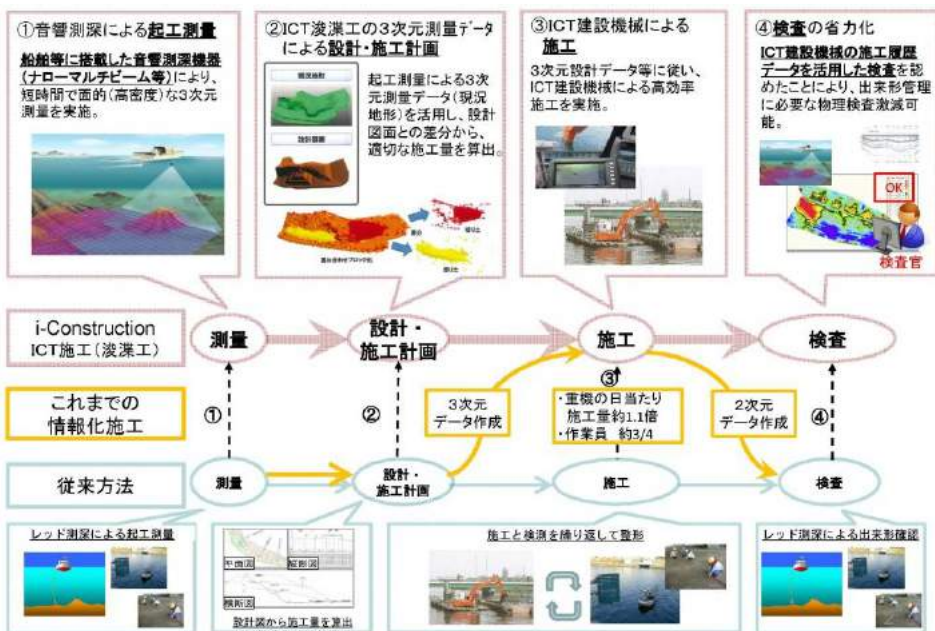 ①音響測深による起工測量
船舶等に搭載した音響測深機器
(ナローマルチビーム等)により、
短時間で面的(高密度)な3次元
測量を実施。
②ICT浚渫工の3次元測量データ
による設計・施工計画
現況地形
設計図面
起工測量による3次
元測量データ(現況
地形)を活用し、設計
図面との差分から、
適切な施工量を算出。
③ICT建設機械による
施工
3次元設計データ等に従い、
ICT建設機械による高効率
施工を実施。
④検査の省力化
ICT建設機械の施工履歴
データを活用した検査を認
めたことにより、出来形管理
に必要な物理検査激減可
能。
OK
検査官
i-Construction
ICT施工(浚渫工)
測量
設計・
施工計画
施工
検査
これまでの
情報化施工
①
②
3次元
データ作成
③
・重機の日当たり
施工量約1.1倍
・作業員 約3/4
2次元
データ作成
④
従来方法
測量
設計・
施工計画
施工
検査
レッド測深による起工測量
平面図
縦断図
横断図
設計図から施工量を算出
施工と検測を繰り返して整形
レッド測深による出来形確認